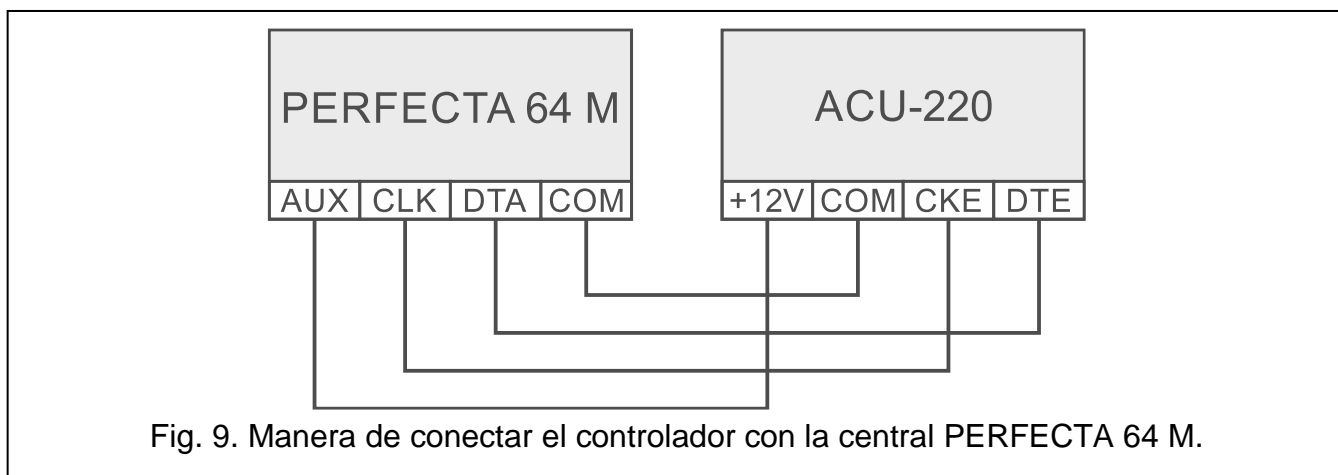 PERFECTA 64 M
ACU-220
AUX CLK DTA COM
+12V COM CKE DTE
Fig. 9. Manera de conectar el controlador con la central PERFECTA 64 M.